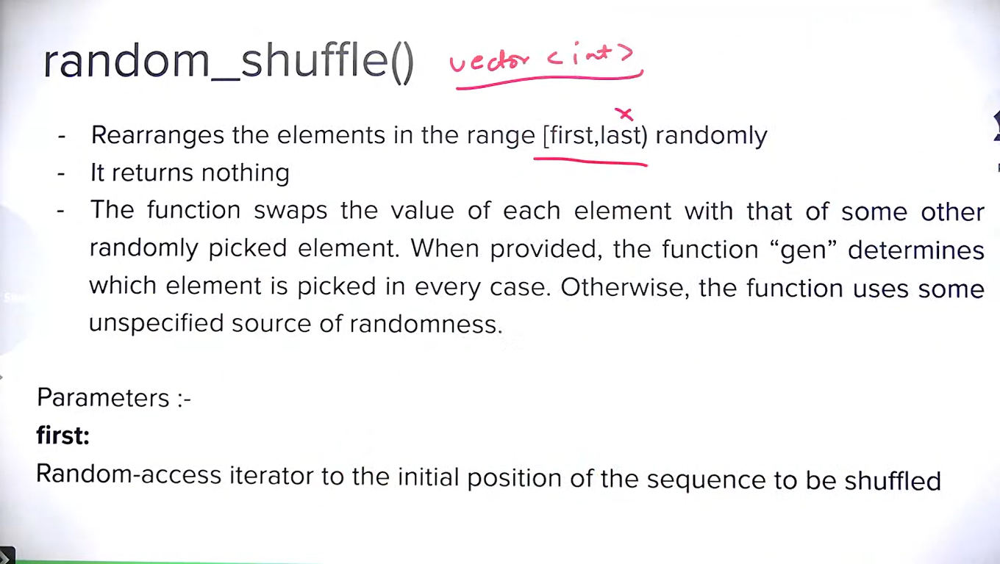 random_shuffle() vector <int>
x
- Rearranges the elements in the range [first,last) randomly
- It returns nothing
- The function swaps the value of each element with that of some other
randomly picked element. When provided, the function “gen” determines
which element is picked in every case. Otherwise, the function uses some
unspecified source of randomness.
Parameters :-
first:
Random-access iterator to the initial position of the sequence to be shuffled